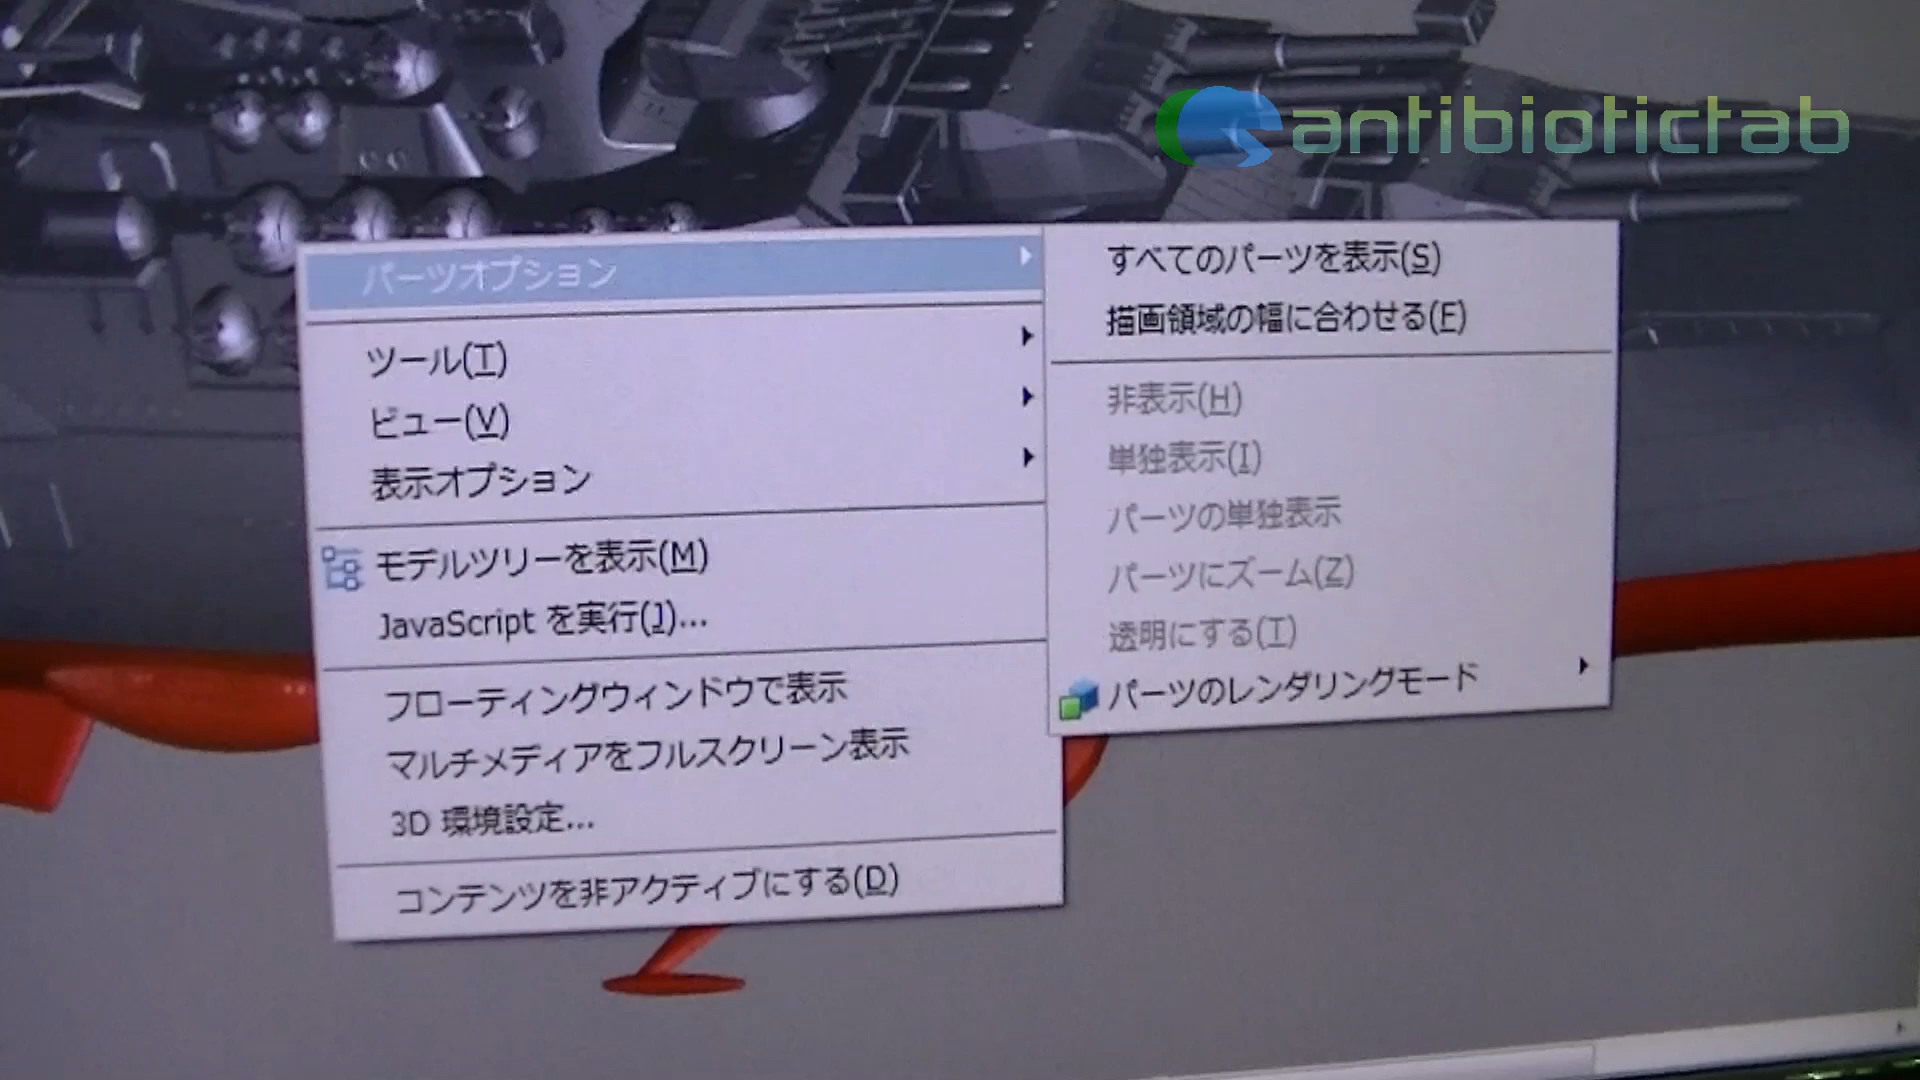 antibiotictab
パーツオプション
ツール(T)
ビュー(V)
表示オプション
モデルツリーを表示(M)
JavaScript を実行(J)...
フローティングウィンドウで表示
マルチメディアをフルスクリーン表示
3D 環境設定...
コンテンツを非アクティブにする(D)
すべてのパーツを表示(S)
描画領域の幅に合わせる(F)
非表示(H)
単独表示(I)
パーツの単独表示
パーツにズーム(Z)
透明にする(T)
パーツのレンダリングモード